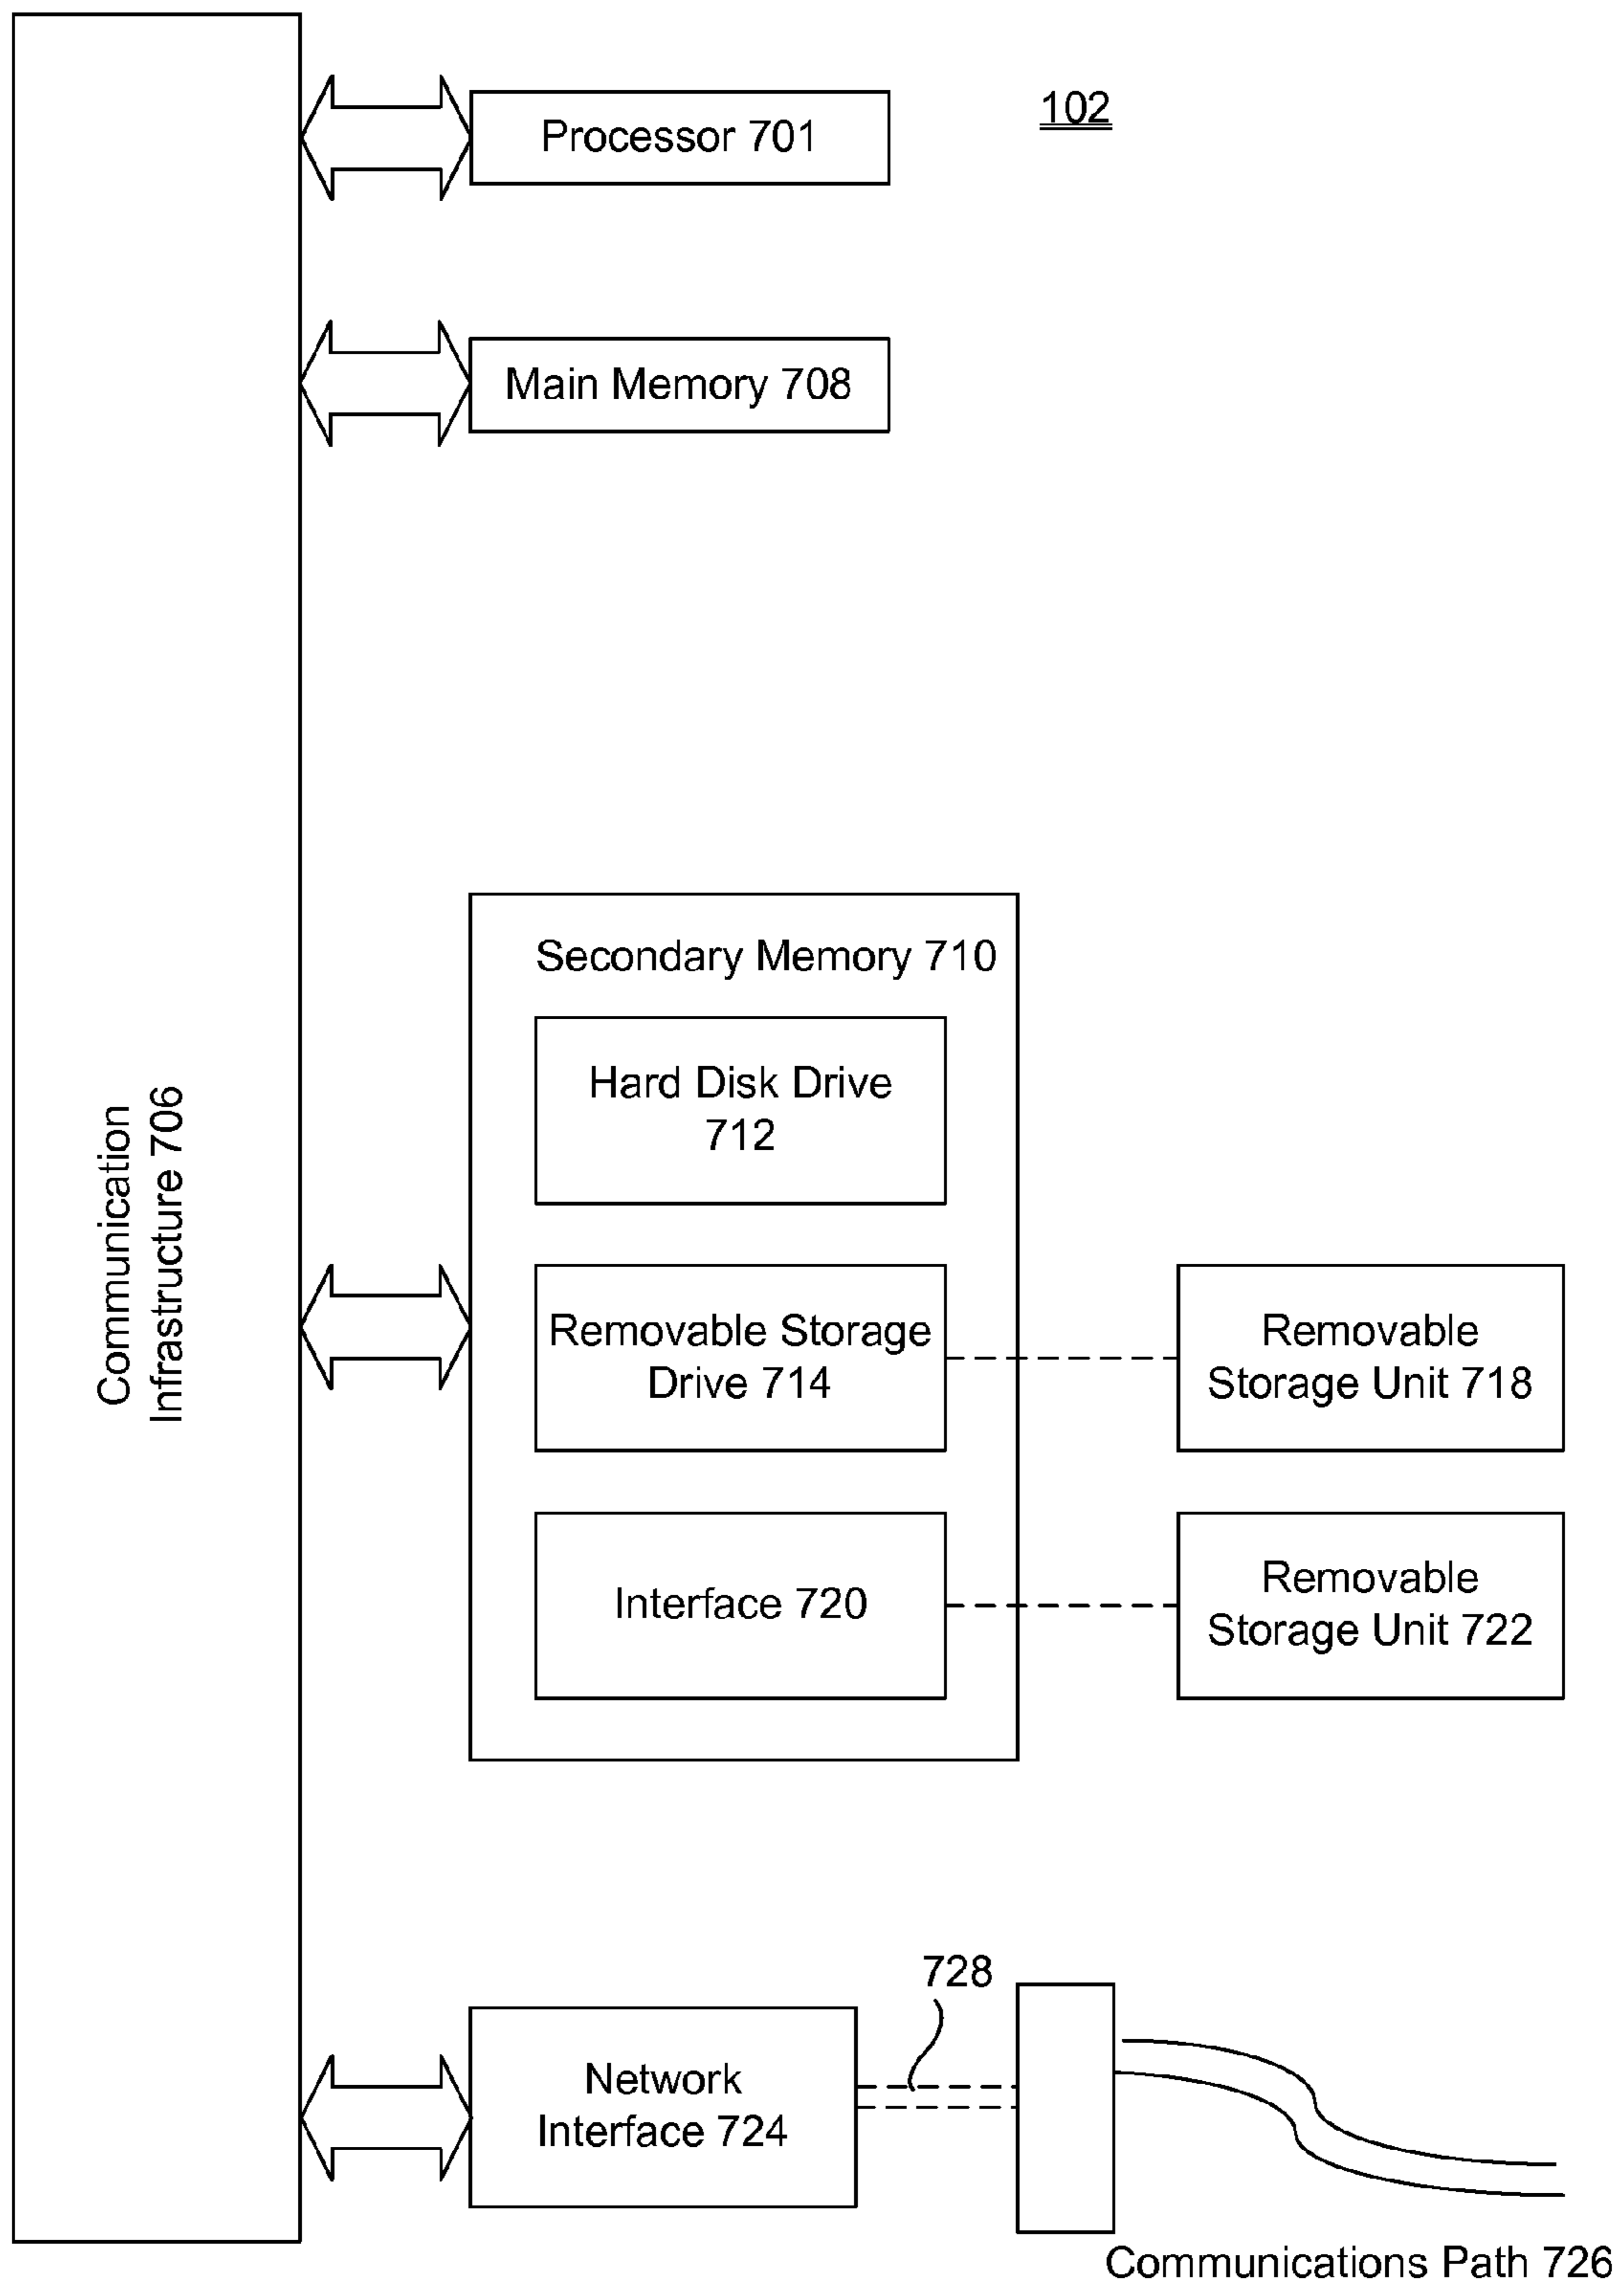 102
Processor 701
Main Memory 708
Communication
Infrastructure 706
Secondary Memory 710
Hard Disk Drive
712
Removable Storage
Drive 714
Removable
Storage Unit 718
Interface 720
Removable
Storage Unit 722
728
Network
Interface 724
Communications Path 726